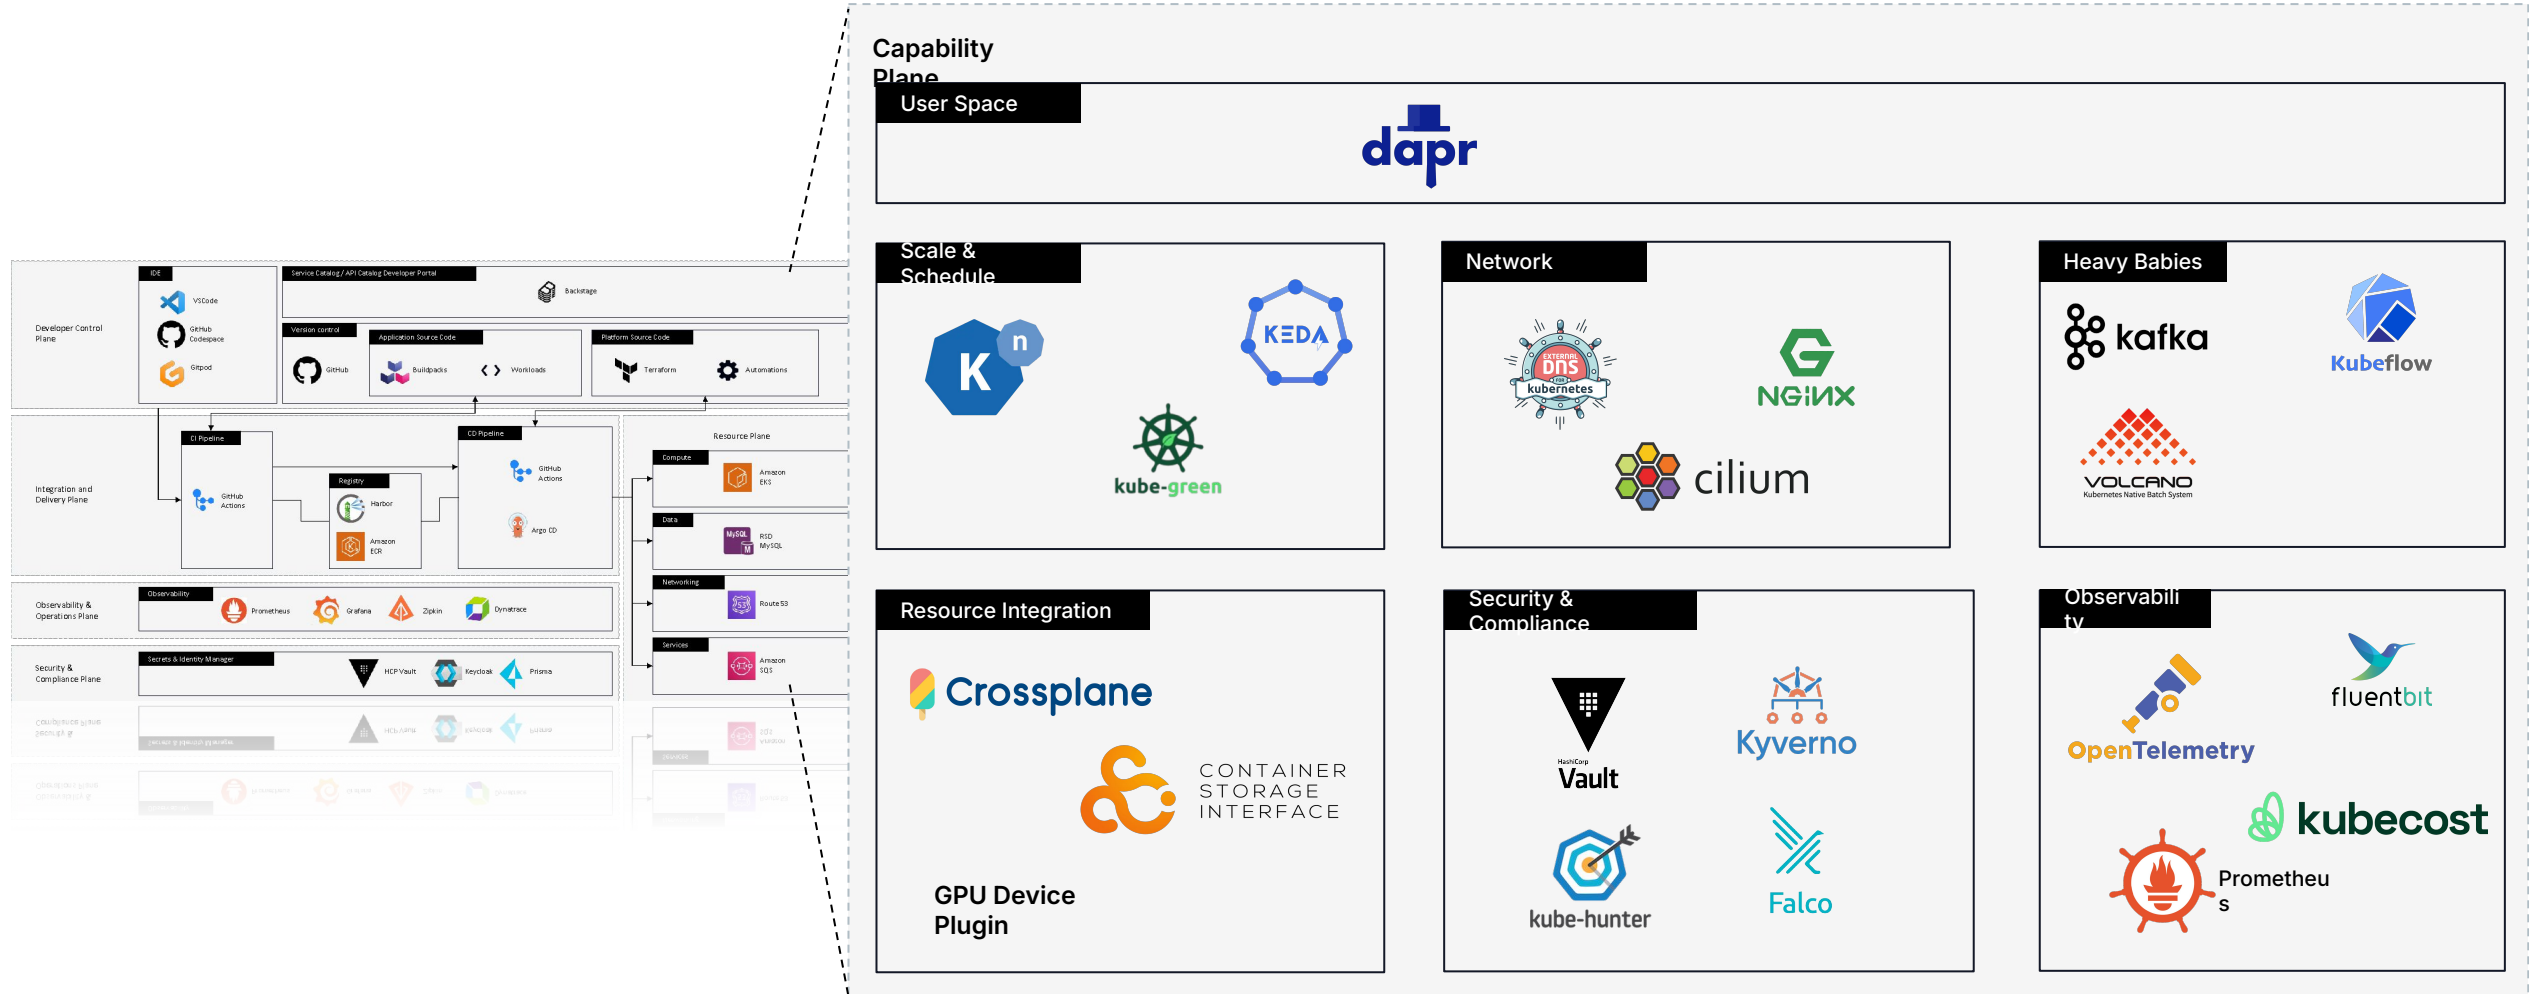 Capability
Plane
User Space
dapr
Scale &
Schedule
K
n
KEDA
kube-green
Network
EXTERNAL
DNS
FOR
kubernetes
NGiNX
cilium
Heavy Babies
kafka
Kubeflow
VOLCANO
Kubernetes Native Batch System
Resource Integration
Crossplane
CONTAINER
STORAGE
INTERFACE
GPU Device
Plugin
Security &
Compliance
HashiCorp
Vault
Kyverno
kube-hunter
Falco
Observabili
ty
fluentbit
OpenTelemetry
kubecost
Prometheu
s
Developer Control
Plane
IDE
VSCode
GitHub
Codespace
Gitpod
Service Catalog / API Catalog Developer Portal
Backstage
Version control
GitHub
Application Source Code
Buildpacks
Workloads
Platform Source Code
Terraform
Automations
Integration and
Delivery Plane
CI Pipeline
GitHub
Actions
Registry
Harbor
Amazon
ECR
CD Pipeline
GitHub
Actions
Argo CD
Resource Plane
Compute
Amazon
EKS
Data
MySQL
M
RSD
MySQL
Networking
53
Route 53
Services
Amazon
SQS
Observability &
Operations Plane
Observability
Prometheus
Grafana
Zipkin
Dynatrace
Security &
Compliance Plane
Secrets & Identity Manager
HCP Vault
Keycloak
Prisma